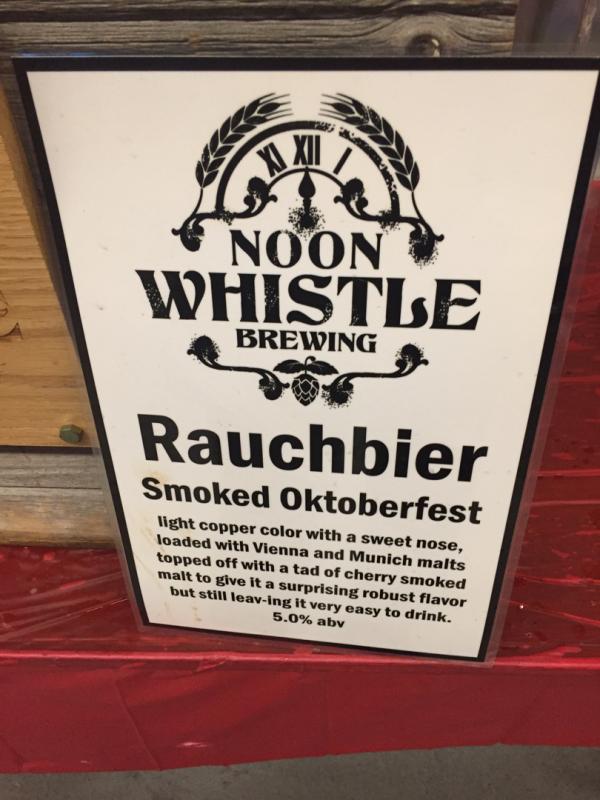 XI XII I
NOON
WHISTLE
BREWING
Rauchbier
Smoked Oktoberfest
light copper color with a sweet nose,
loaded with Vienna and Munich malts
topped off with a tad of cherry smoked
malt to give it a surprising robust flavor
but still leav-ing it very easy to drink.
5.0% abv